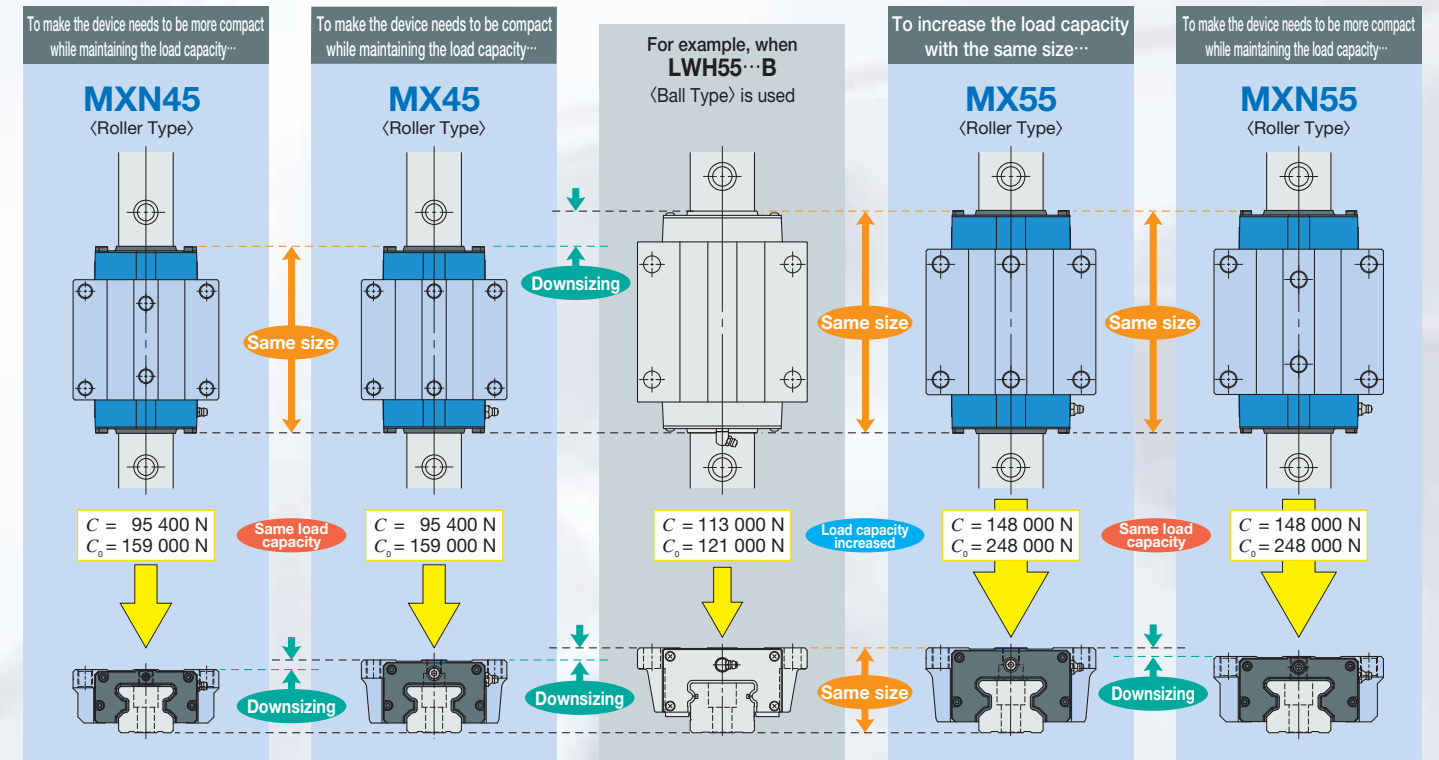 To make the device needs to be more compact
while maintaining the load capacity…
MXN45
〈Roller Type〉
Same size
C = 95 400 N
C₀ = 159 000 N
Same load
capacity
Downsizing
To make the device needs to be compact
while maintaining the load capacity…
MX45
〈Roller Type〉
Downsizing
C = 95 400 N
C₀ = 159 000 N
Downsizing
For example, when
LWH55…B
〈Ball Type〉 is used
Same size
C = 113 000 N
C₀ = 121 000 N
Load capacity
increased
Same size
To increase the load capacity
with the same size…
MX55
〈Roller Type〉
Same size
C = 148 000 N
C₀ = 248 000 N
Same load
capacity
Downsizing
To make the device needs to be more compact
while maintaining the load capacity…
MXN55
〈Roller Type〉
C = 148 000 N
C₀ = 248 000 N